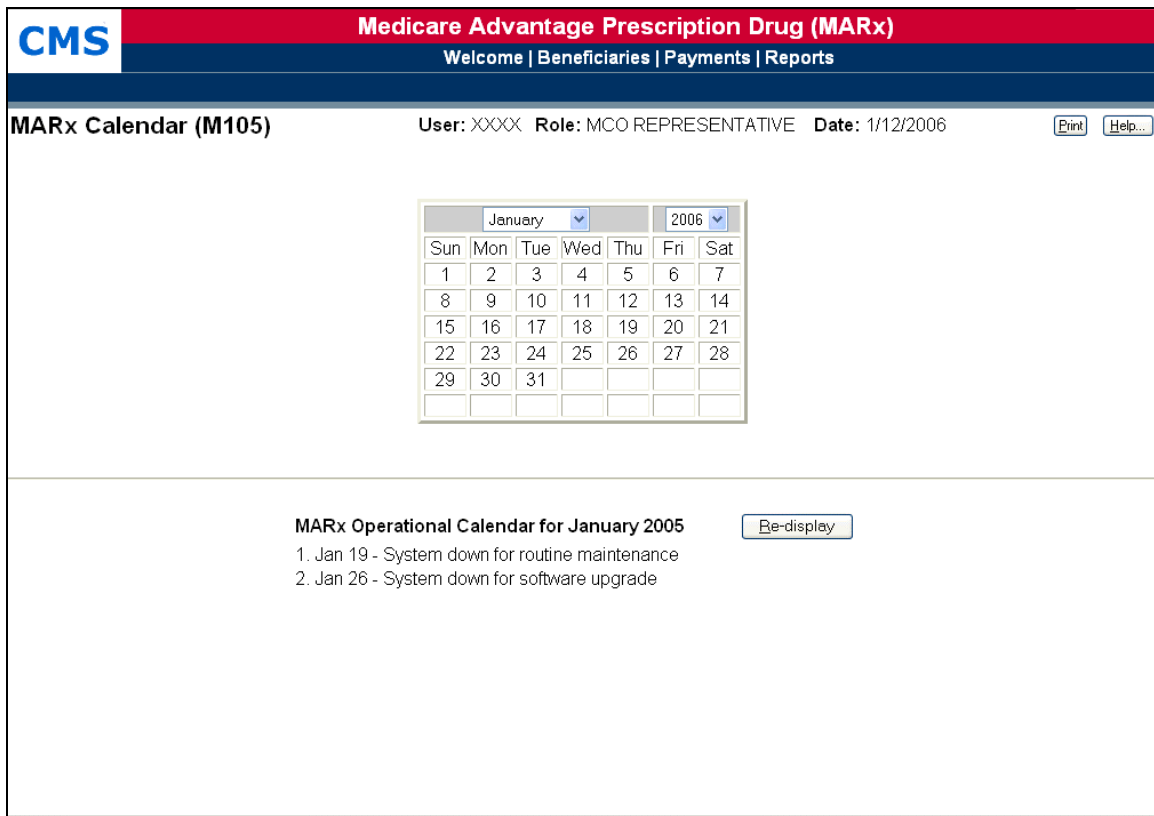 CMS
Medicare Advantage Prescription Drug (MARx)
Welcome | Beneficiaries | Payments | Reports
MARx Calendar (M105) User: XXXX Role: MCO REPRESENTATIVE Date: 1/12/2006 Print Help...
January 2006
Sun Mon Tue Wed Thu Fri Sat
1 2 3 4 5 6 7
8 9 10 11 12 13 14
15 16 17 18 19 20 21
22 23 24 25 26 27 28
29 30 31
MARx Operational Calendar for January 2005 Re-display
1. Jan 19 - System down for routine maintenance
2. Jan 26 - System down for software upgrade